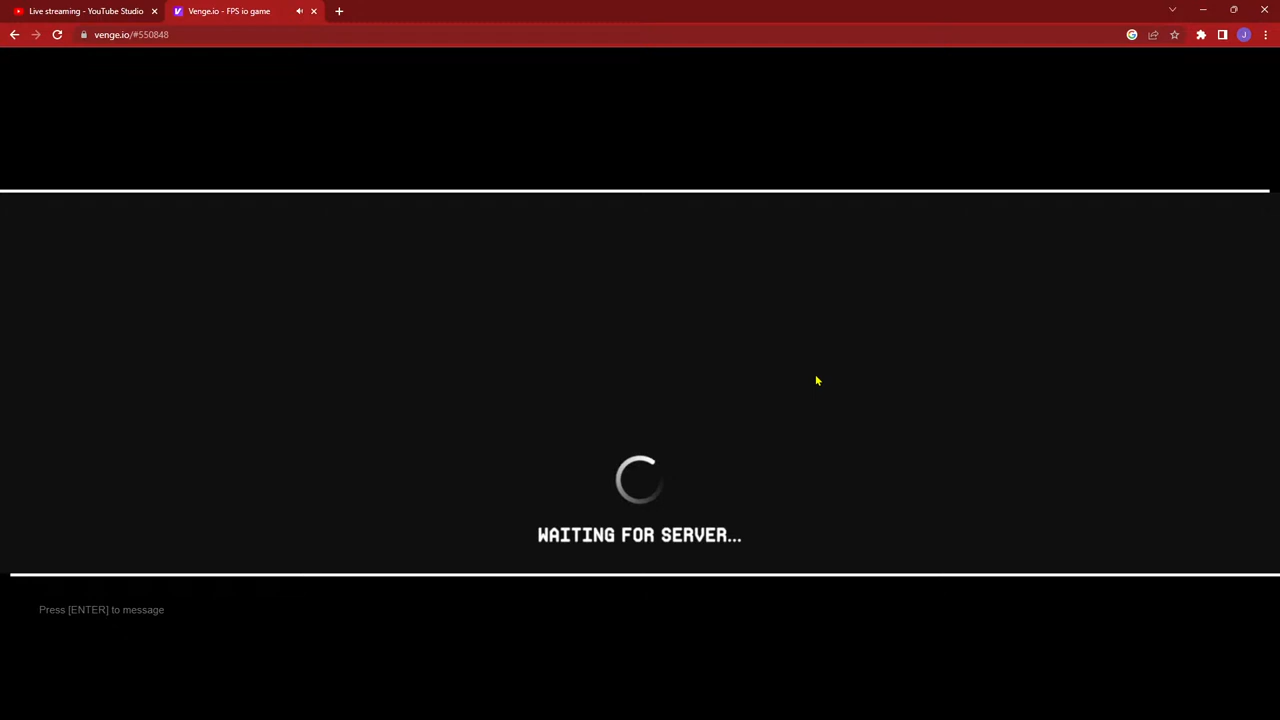 Live streaming - YouTube Studio
Venge.io - FPS io game
venge.io/#550848
J
WAITING FOR SERVER...
Press [ENTER] to message